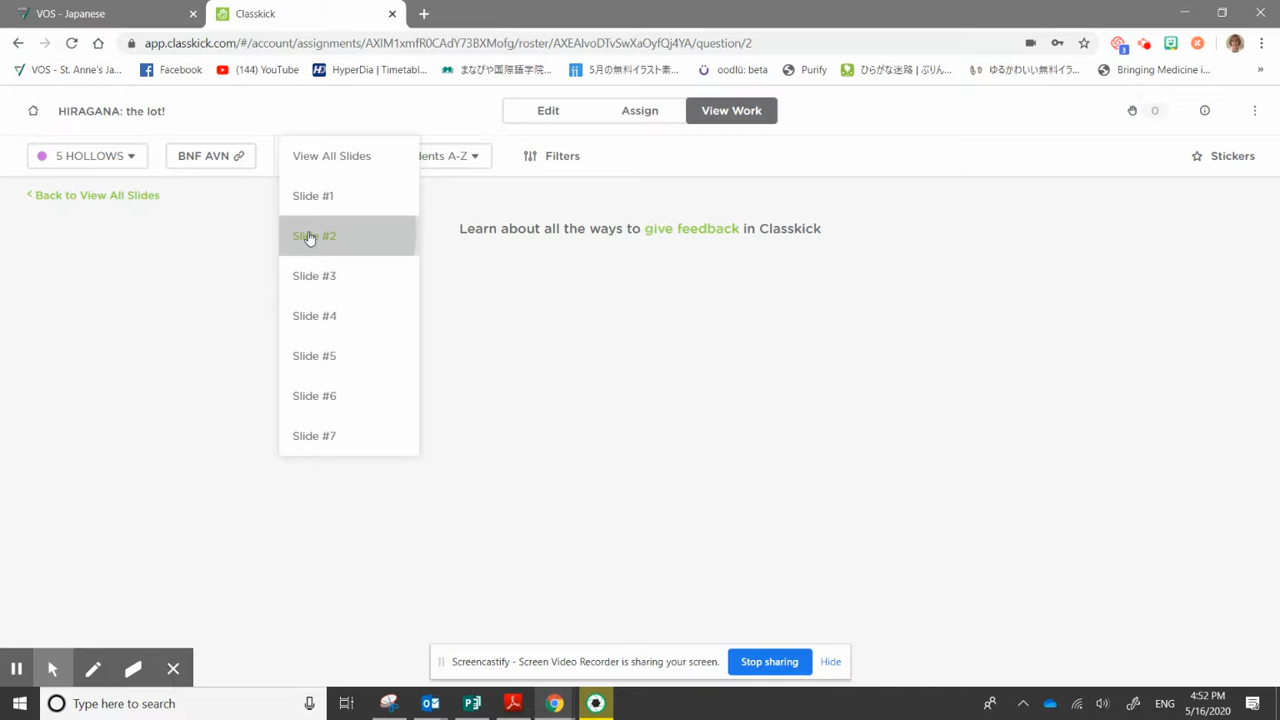 VOS - Japanese
Classkick
app.classkick.com/#/account/assignments/AXIM1xmfR0CAdY73BXMofg/roster/AXEAIvoDTvSwXaOyfQj4YA/question/2
3
VOS - St. Anne's Ja...
Facebook
(144) YouTube
HyperDia | Timetabl...
まなびや国際語学院...
5月の無料イラスト素...
oodlü: beta
Purify
ひらがな迷路 | ぷりん...
ゆるかわいい無料イラ...
Bringing Medicine i...
»
HIRAGANA: the lot!
Edit
Assign
View Work
0
5 HOLLOWS
BNF AVN
dents A-Z
Filters
Stickers
Back to View All Slides
View All Slides
Slide #1
Slide #2
Slide #3
Slide #4
Slide #5
Slide #6
Slide #7
Learn about all the ways to give feedback in Classkick
Screencastify - Screen Video Recorder is sharing your screen.
Stop sharing
Hide
Type here to search
ENG
4:52 PM
5/16/2020